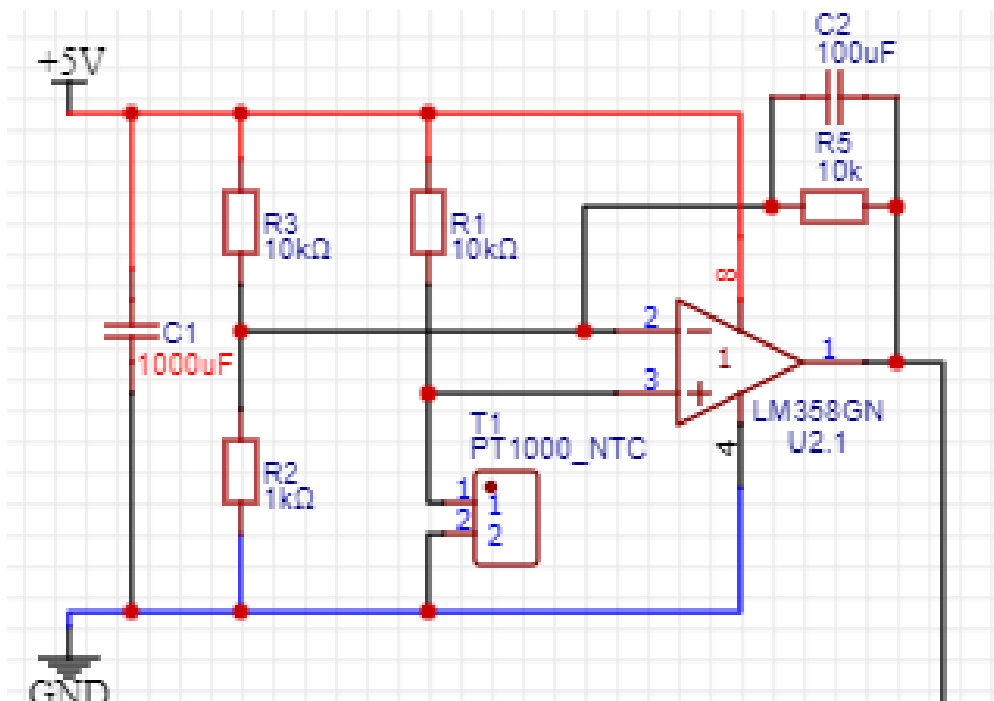 C2
100uF
+5V
R5
10k
R3
10kΩ
R1
10kΩ
8
2
1
1
3
C1
1000uF
LM358GN
U2.1
4
T1
PT1000_NTC
R2
1kΩ
1
1
2
2
GND